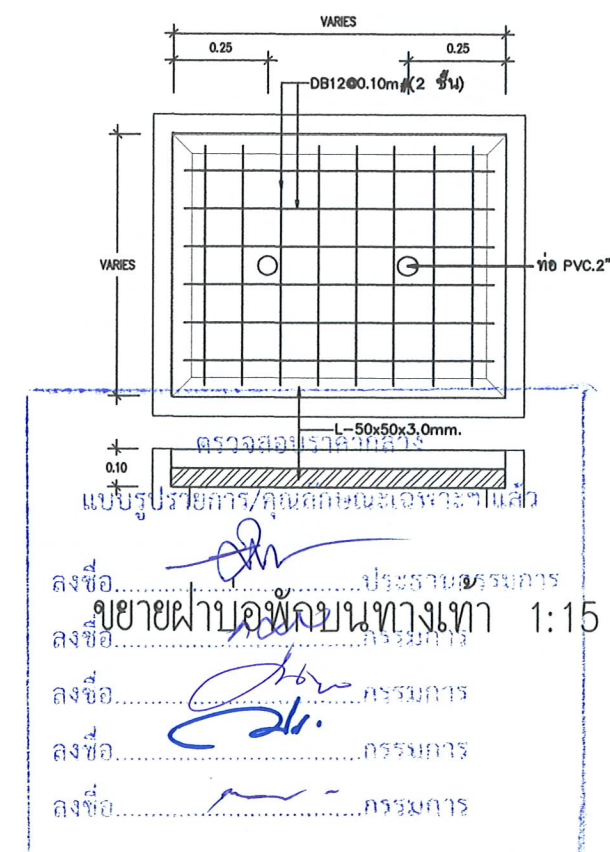 VARIES
0.25 0.25
DB12@0.10m#(2 ชั้น)
VARIES
ท่อ PVC.2"
L-50x50x3.0mm.
ตรวจสอบราคากลาง
0.10
แบบรูปรายการ/คุณลักษณะเฉพาะฯ แล้ว
ลงชื่อ..............................ประธานกรรมการ
ขยายฝาบ่อพักบนทางเท้า 1:15
ลงชื่อ..............................กรรมการ
ลงชื่อ..............................กรรมการ
ลงชื่อ..............................กรรมการ
ลงชื่อ..............................กรรมการ